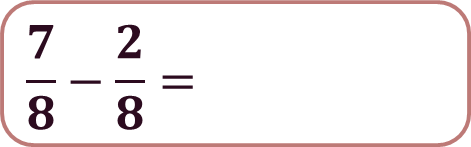 7/8 − 2/8 =